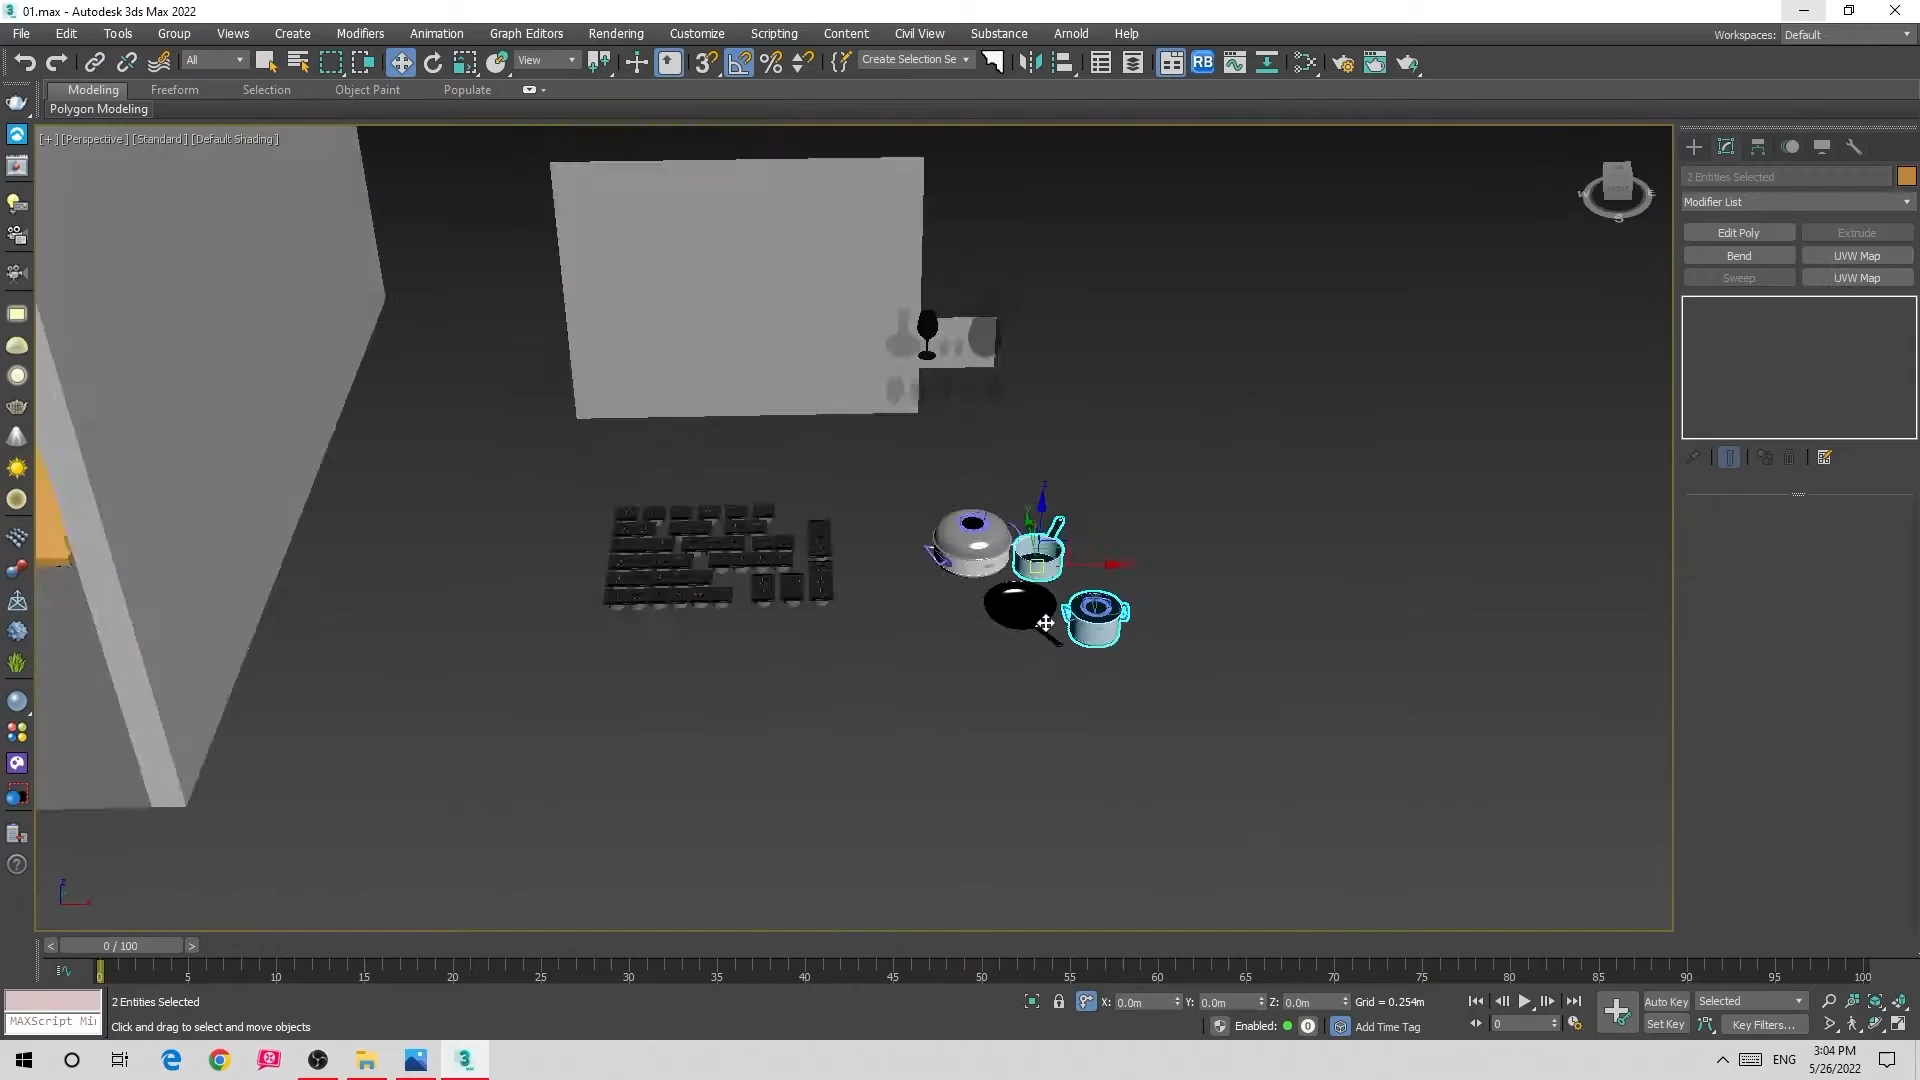 01.max - Autodesk 3ds Max 2022
File Edit Tools Group Views Create Modifiers Animation Graph Editors Rendering Customize Scripting Content Civil View Substance Arnold Help
Workspaces: Default
All
View
Create Selection Se
RB
Modeling Freeform Selection Object Paint Populate
Polygon Modeling
[+] [Perspective] [Standard] [Default Shading]
2 Entities Selected
Modifier List
Edit Poly Extrude
Bend UVW Map
Sweep UVW Map
< 0 / 100 >
0 5 10 15 20 25 30 35 40 45 50 55 60 65 70 75 80 85 90 95 100
2 Entities Selected
X: 0.0m Y: 0.0m Z: 0.0m Grid = 0.254m
Auto Key Selected
MAXScript Mi
Click and drag to select and move objects
Enabled: 0 Add Time Tag
0
Set Key Key Filters...
ENG
3:04 PM
5/26/2022